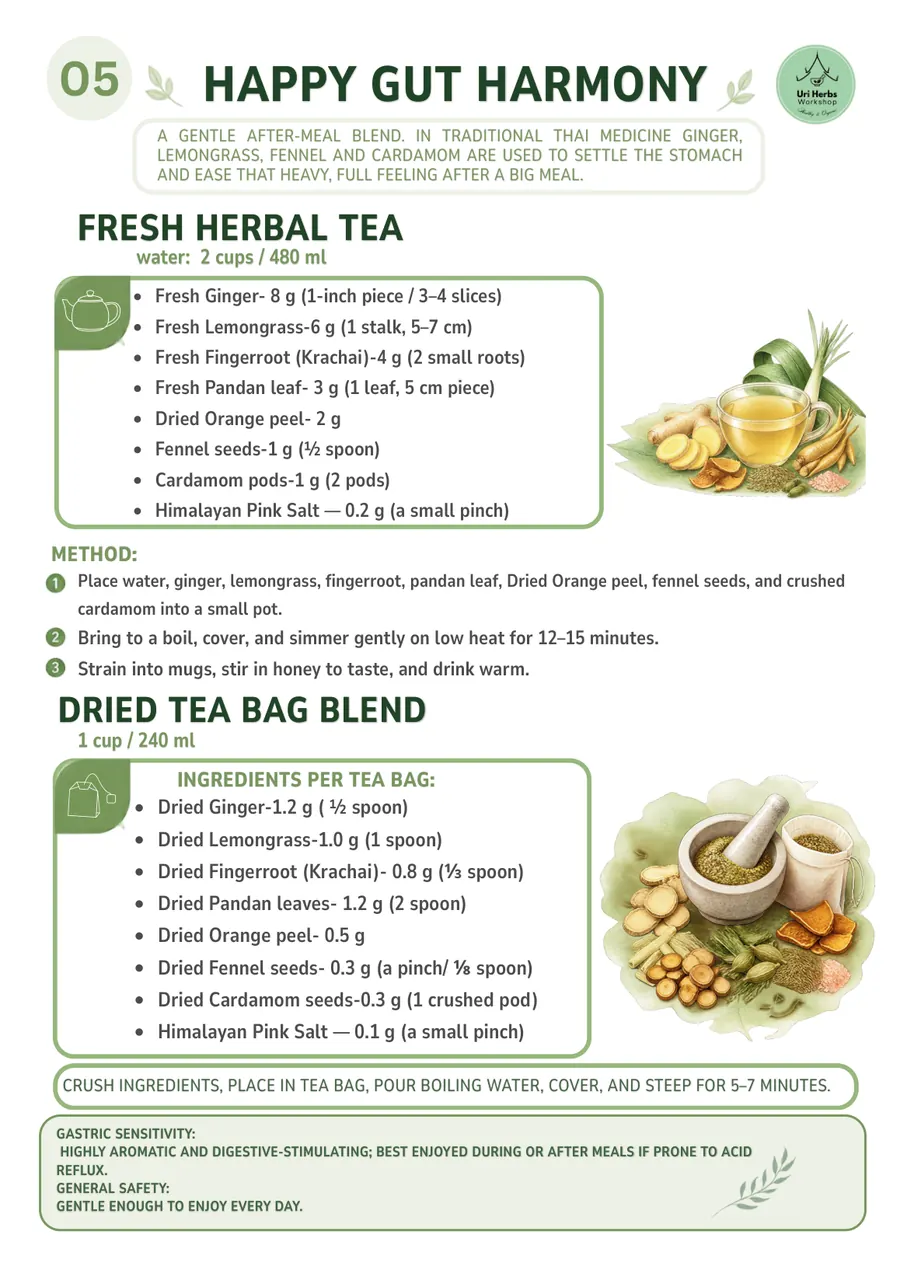 05
HAPPY GUT HARMONY
Uri Herbs
Workshop
Healthy & Organic
A GENTLE AFTER-MEAL BLEND. IN TRADITIONAL THAI MEDICINE GINGER,
LEMONGRASS, FENNEL AND CARDAMOM ARE USED TO SETTLE THE STOMACH
AND EASE THAT HEAVY, FULL FEELING AFTER A BIG MEAL.
FRESH HERBAL TEA
water: 2 cups / 480 ml
• Fresh Ginger- 8 g (1-inch piece / 3–4 slices)
• Fresh Lemongrass-6 g (1 stalk, 5–7 cm)
• Fresh Fingerroot (Krachai)-4 g (2 small roots)
• Fresh Pandan leaf- 3 g (1 leaf, 5 cm piece)
• Dried Orange peel- 2 g
• Fennel seeds-1 g (½ spoon)
• Cardamom pods-1 g (2 pods)
• Himalayan Pink Salt — 0.2 g (a small pinch)
METHOD:
1 Place water, ginger, lemongrass, fingerroot, pandan leaf, Dried Orange peel, fennel seeds, and crushed
cardamom into a small pot.
2 Bring to a boil, cover, and simmer gently on low heat for 12–15 minutes.
3 Strain into mugs, stir in honey to taste, and drink warm.
DRIED TEA BAG BLEND
1 cup / 240 ml
INGREDIENTS PER TEA BAG:
• Dried Ginger-1.2 g ( ½ spoon)
• Dried Lemongrass-1.0 g (1 spoon)
• Dried Fingerroot (Krachai)- 0.8 g (⅓ spoon)
• Dried Pandan leaves- 1.2 g (2 spoon)
• Dried Orange peel- 0.5 g
• Dried Fennel seeds- 0.3 g (a pinch/ ⅛ spoon)
• Dried Cardamom seeds-0.3 g (1 crushed pod)
• Himalayan Pink Salt — 0.1 g (a small pinch)
CRUSH INGREDIENTS, PLACE IN TEA BAG, POUR BOILING WATER, COVER, AND STEEP FOR 5–7 MINUTES.
GASTRIC SENSITIVITY:
HIGHLY AROMATIC AND DIGESTIVE-STIMULATING; BEST ENJOYED DURING OR AFTER MEALS IF PRONE TO ACID
REFLUX.
GENERAL SAFETY:
GENTLE ENOUGH TO ENJOY EVERY DAY.